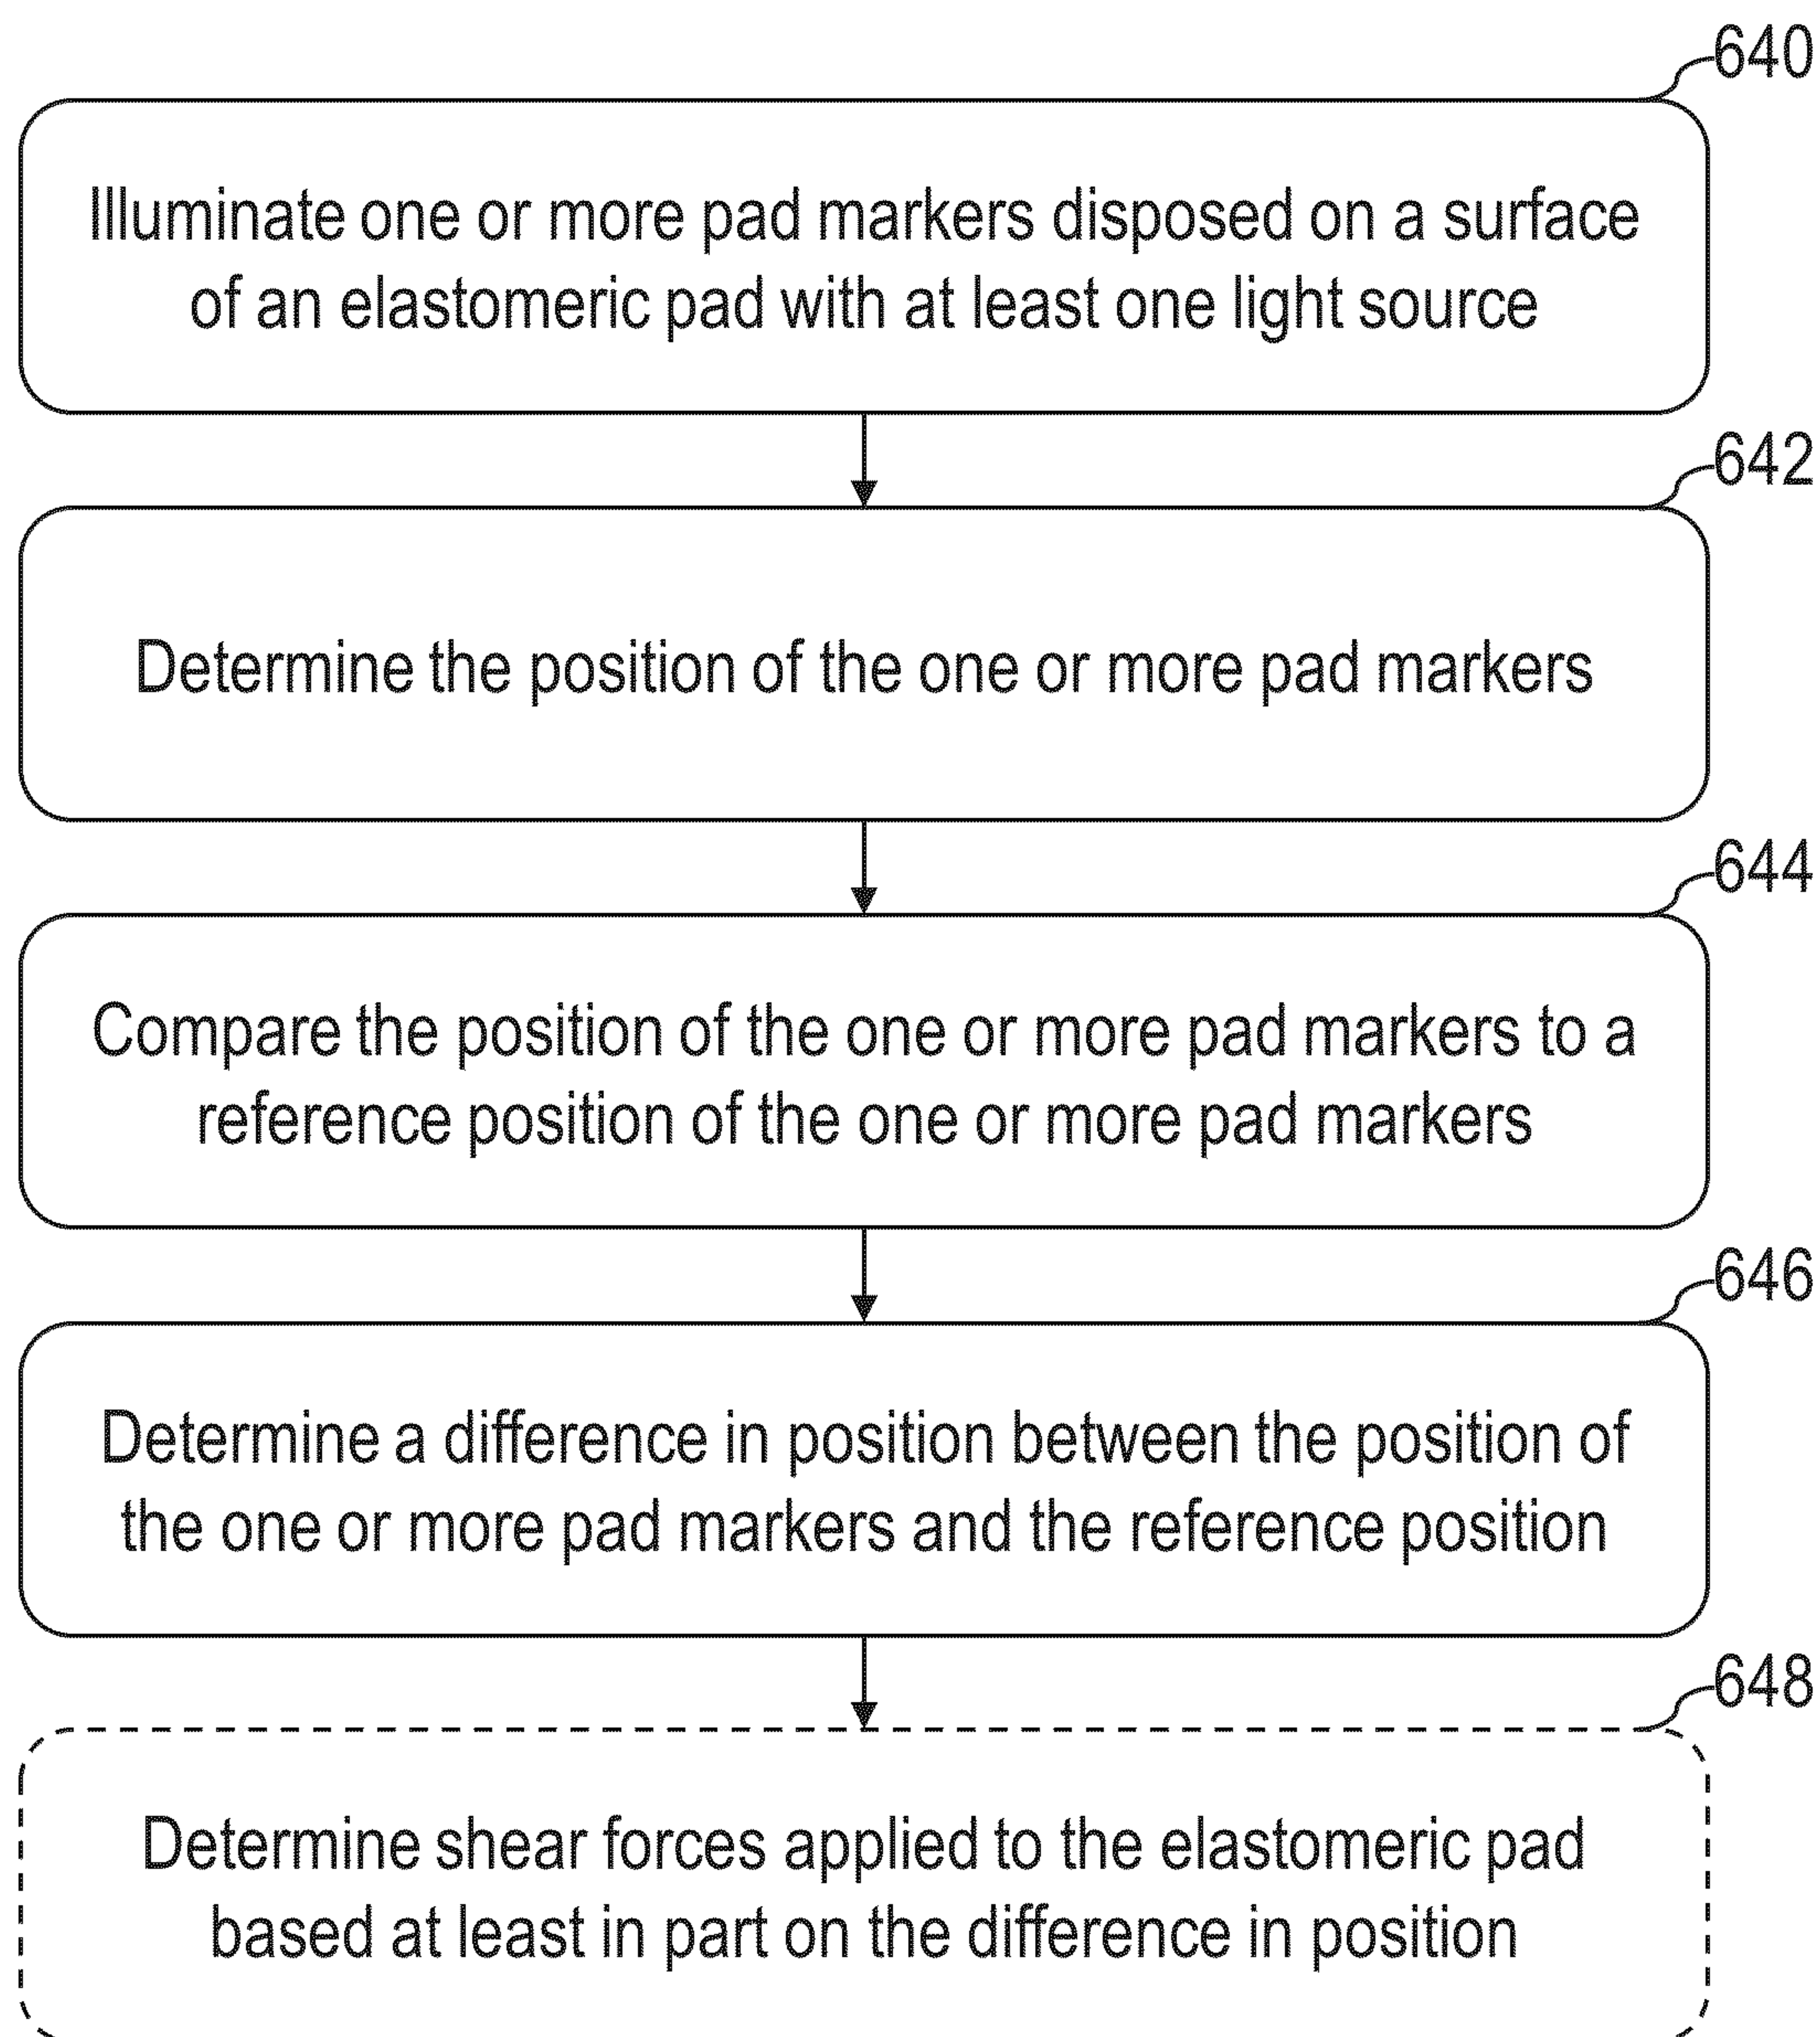 640
Illuminate one or more pad markers disposed on a surface
of an elastomeric pad with at least one light source
642
Determine the position of the one or more pad markers
644
Compare the position of the one or more pad markers to a
reference position of the one or more pad markers
646
Determine a difference in position between the position of
the one or more pad markers and the reference position
648
Determine shear forces applied to the elastomeric pad
based at least in part on the difference in position